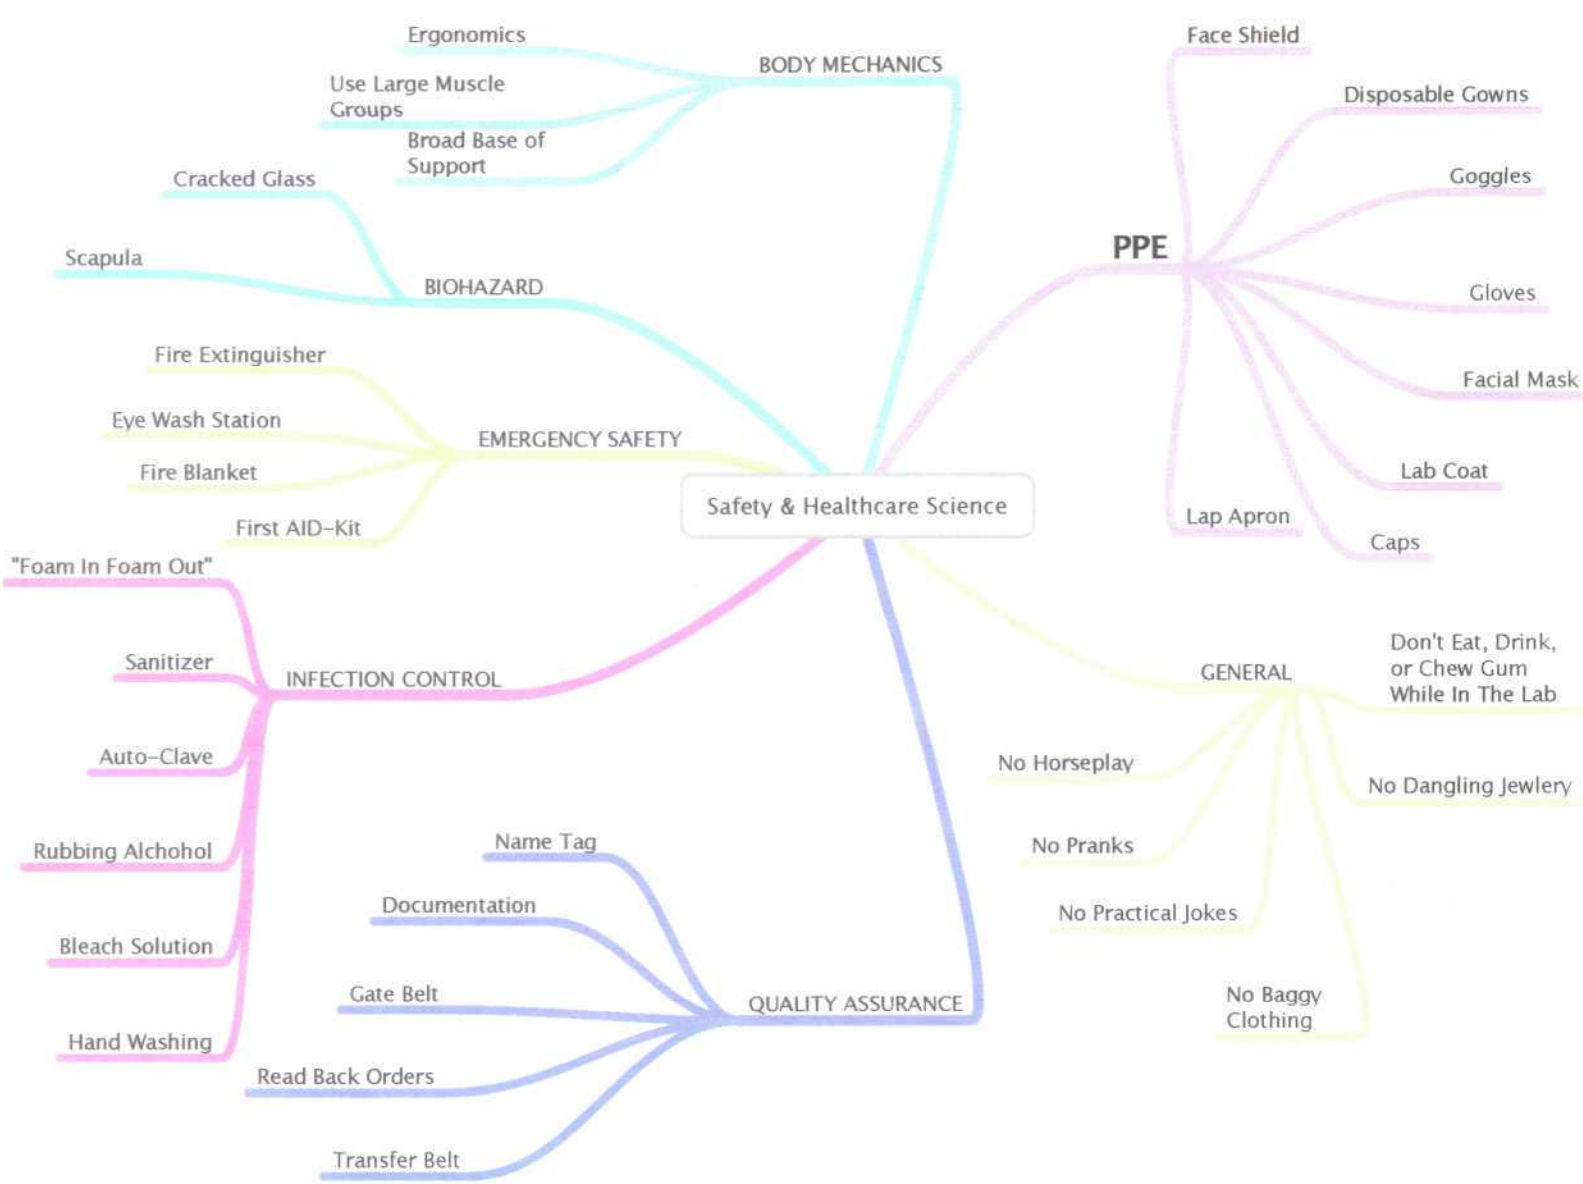 Ergonomics
BODY MECHANICS
Use Large Muscle
Groups
Broad Base of
Support
Cracked Glass
Scapula
BIOHAZARD
Fire Extinguisher
Eye Wash Station
EMERGENCY SAFETY
Fire Blanket
First AID-Kit
Safety & Healthcare Science
"Foam In Foam Out"
Sanitizer
INFECTION CONTROL
Auto-Clave
Rubbing Alchohol
Bleach Solution
Hand Washing
Name Tag
Documentation
Gate Belt
QUALITY ASSURANCE
Read Back Orders
Transfer Belt
Face Shield
Disposable Gowns
Goggles
PPE
Gloves
Facial Mask
Lab Coat
Lap Apron
Caps
Don't Eat, Drink,
or Chew Gum
While In The Lab
GENERAL
No Horseplay
No Dangling Jewlery
No Pranks
No Practical Jokes
No Baggy
Clothing